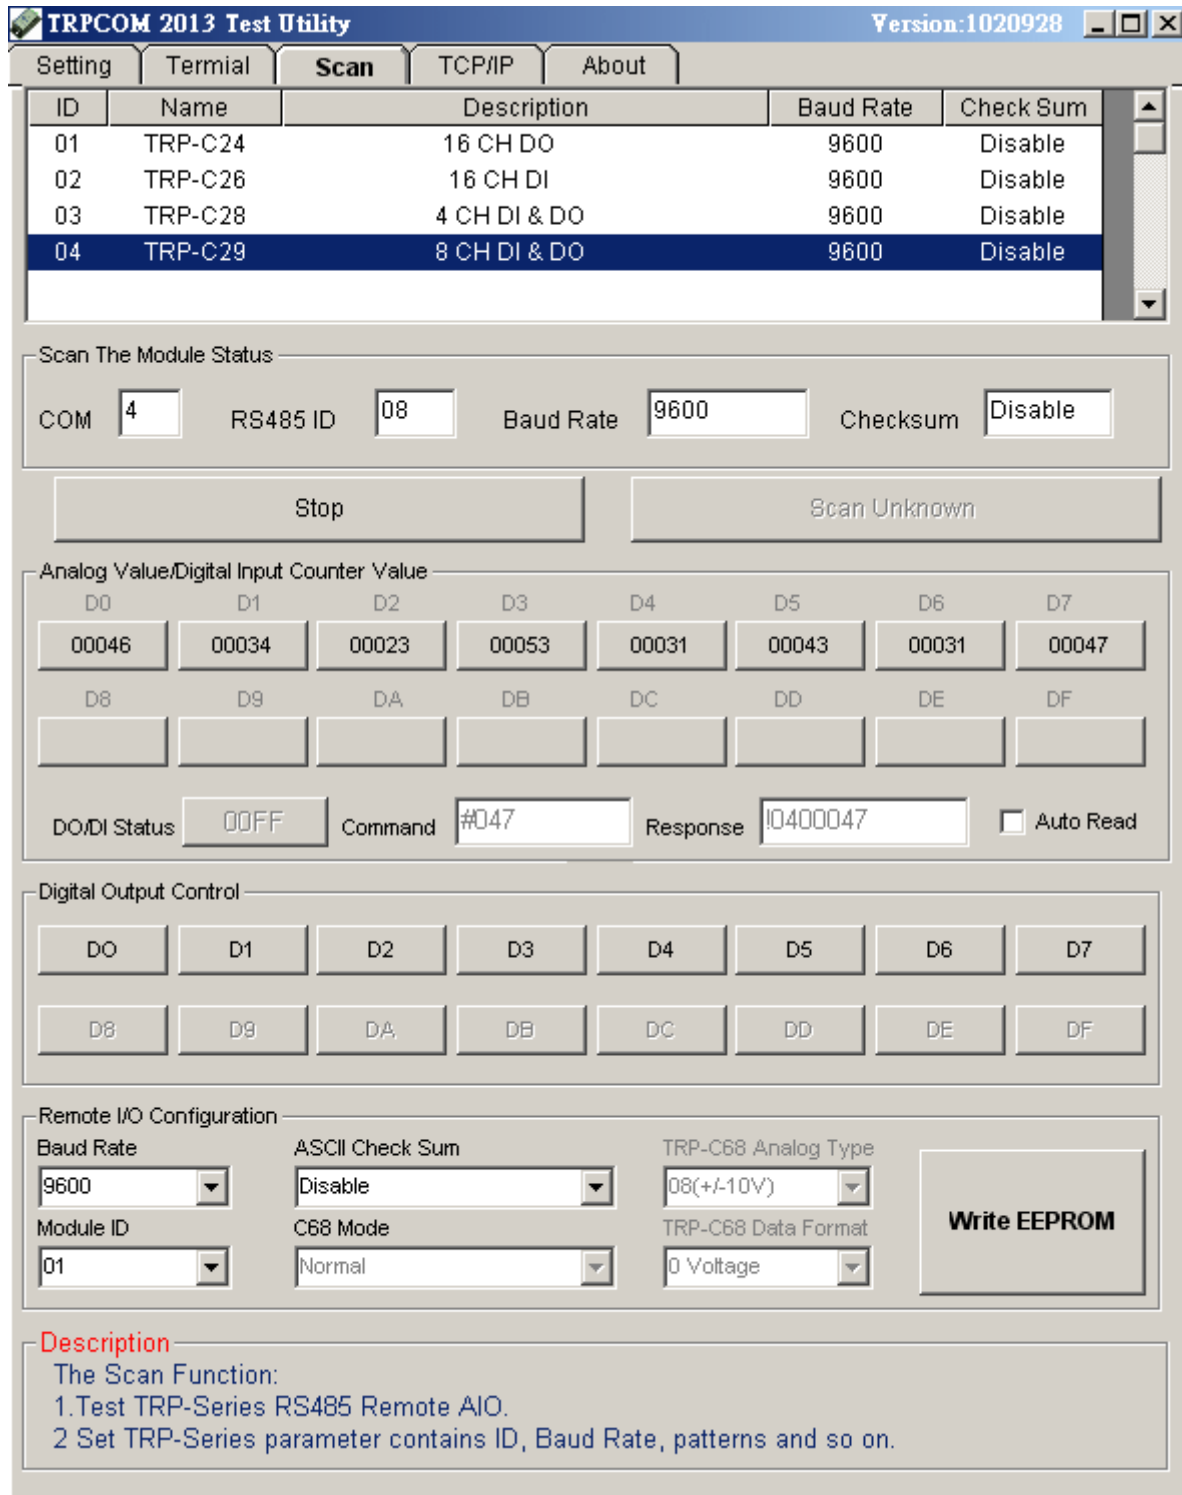 TRPCOM 2013 Test Utility Version:1020928
Setting Termial Scan TCP/IP About
ID Name Description Baud Rate Check Sum
01 TRP-C24 16 CH DO 9600 Disable
02 TRP-C26 16 CH DI 9600 Disable
03 TRP-C28 4 CH DI & DO 9600 Disable
04 TRP-C29 8 CH DI & DO 9600 Disable
Scan The Module Status
COM 4 RS485 ID 08 Baud Rate 9600 Checksum Disable
Stop Scan Unknown
Analog Value/Digital Input Counter Value
D0 D1 D2 D3 D4 D5 D6 D7
00046 00034 00023 00053 00031 00043 00031 00047
D8 D9 DA DB DC DD DE DF
DO/DI Status 00FF Command #047 Response !0400047 Auto Read
Digital Output Control
DO D1 D2 D3 D4 D5 D6 D7
D8 D9 DA DB DC DD DE DF
Remote I/O Configuration
Baud Rate ASCII Check Sum TRP-C68 Analog Type
9600 Disable 08(+/-10V)
Module ID C68 Mode TRP-C68 Data Format Write EEPROM
01 Normal 0 Voltage
Description
The Scan Function:
1.Test TRP-Series RS485 Remote AIO.
2 Set TRP-Series parameter contains ID, Baud Rate, patterns and so on.